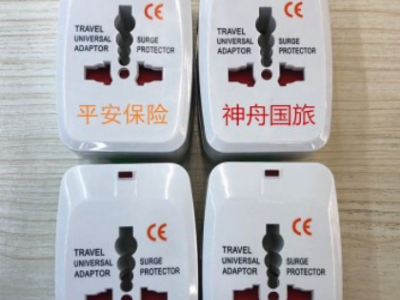 TRAVEL
UNIVERSAL
ADAPTOR
SURGE
PROTECTOR
CE
平安保险
TRAVEL
UNIVERSAL
ADAPTOR
SURGE
PROTECTOR
CE
神舟国旅
TRAVEL
UNIVERSAL
ADAPTOR
SURGE
PROTECTOR
CE
TRAVEL
UNIVERSAL
ADAPTOR
SURGE
PROTECTOR
CE